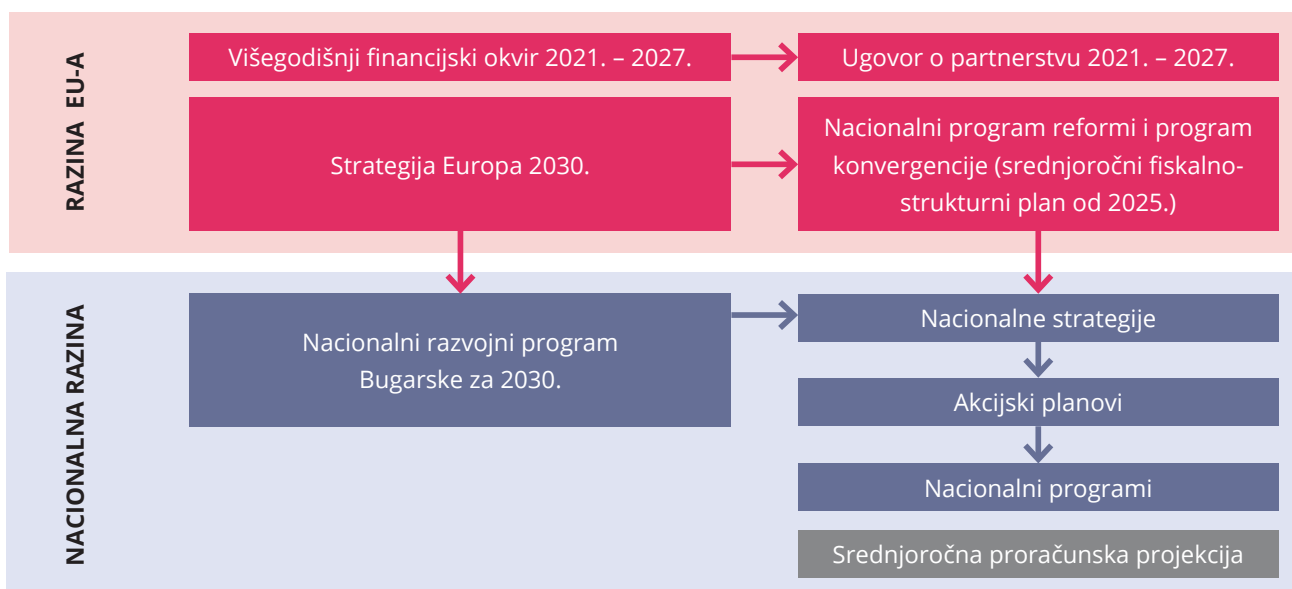 RAZINA EU-A
Višegodišnji financijski okvir 2021. – 2027.
Ugovor o partnerstvu 2021. – 2027.
Strategija Europa 2030.
Nacionalni program reformi i program
konvergencije (srednjoročni fiskalno-
strukturni plan od 2025.)
NACIONALNA RAZINA
Nacionalni razvojni program
Bugarske za 2030.
Nacionalne strategije
Akcijski planovi
Nacionalni programi
Srednjoročna proračunska projekcija